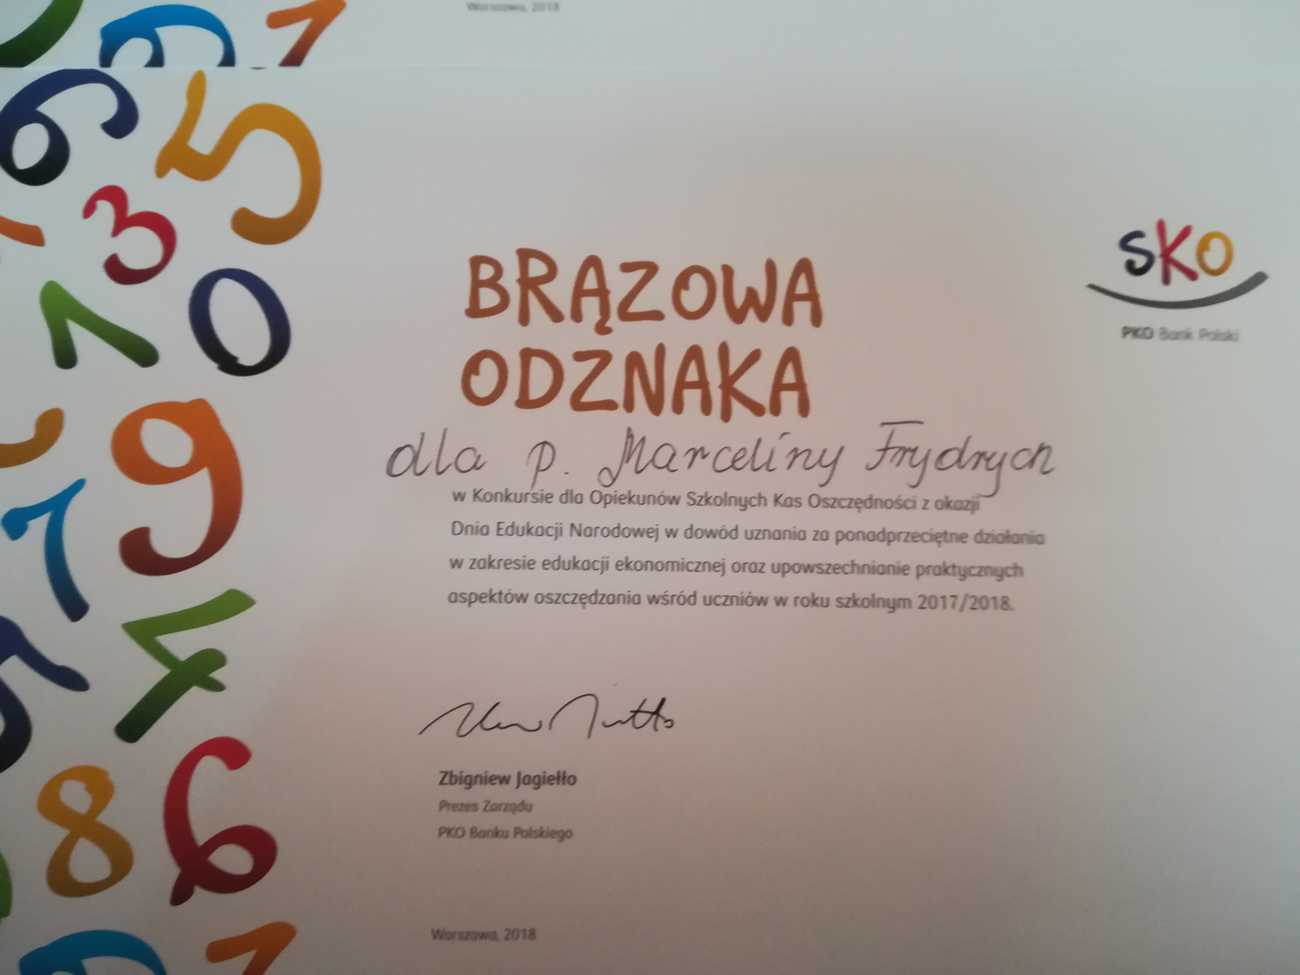 Warszawa, 2018
SKO
PKO Bank Polski
BRĄZOWA
ODZNAKA
dla p. Marceliny Frydrych
w Konkursie dla Opiekunów Szkolnych Kas Oszczędności z okazji
Dnia Edukacji Narodowej w dowód uznania za ponadprzeciętne działania
w zakresie edukacji ekonomicznej oraz upowszechnianie praktycznych
aspektów oszczędzania wśród uczniów w roku szkolnym 2017/2018.
Zbigniew Jagiełło
Prezes Zarządu
PKO Banku Polskiego
Warszawa, 2018